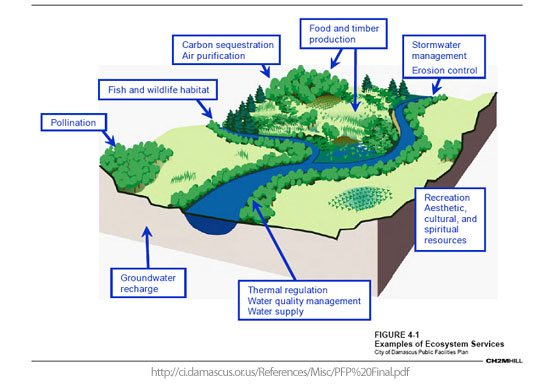 Food and timber
production
Carbon sequestration
Air purification
Stormwater
management
Erosion control
Fish and wildlife habitat
Pollination
Recreation
Aesthetic,
cultural, and
spiritual
resources
Groundwater
recharge
Thermal regulation
Water quality management
Water supply
FIGURE 4-1
Examples of Ecosystem Services
City of Damascus Public Facilities Plan
CH2MHILL
http://ci.damascus.or.us/References/Misc/PFP%20Final.pdf